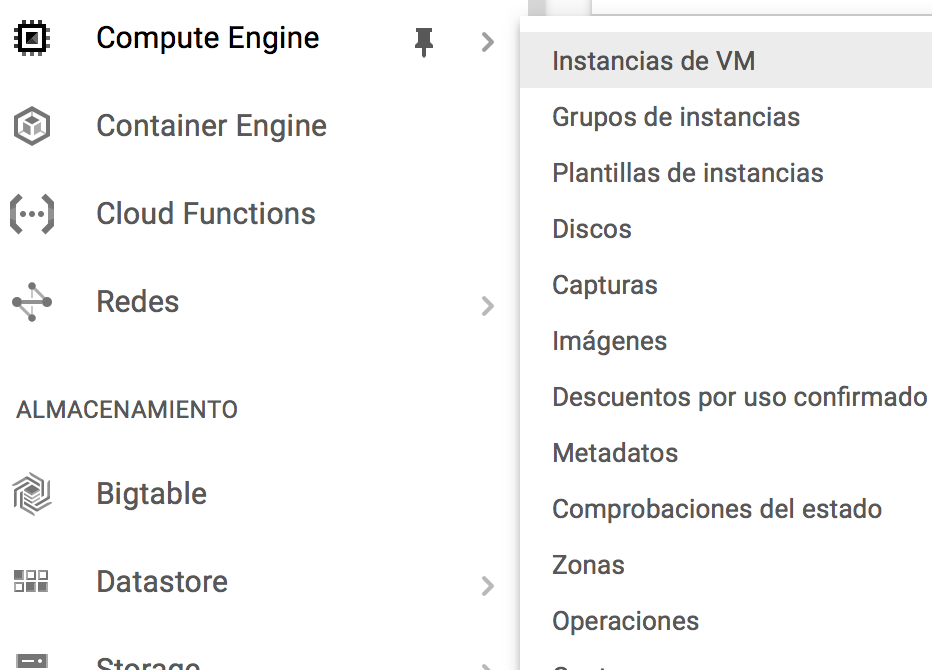 Compute Engine
Container Engine
Cloud Functions
Redes
ALMACENAMIENTO
Bigtable
Datastore
Storage
Instancias de VM
Grupos de instancias
Plantillas de instancias
Discos
Capturas
Imágenes
Descuentos por uso confirmado
Metadatos
Comprobaciones del estado
Zonas
Operaciones